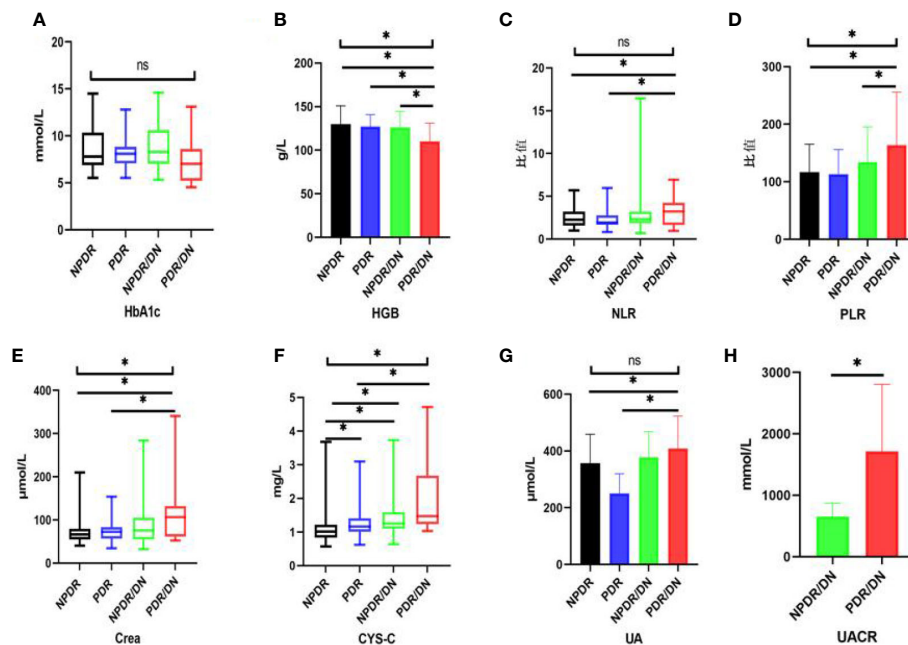 A
ns
mmol/L
20
15
10
5
0
NPDR
PDR
NPDR/DN
PDR/DN
HbA1c
B
*
*
*
*
g/L
200
150
100
50
0
NPDR
PDR
NPDR/DN
PDR/DN
HGB
C
ns
*
*
比值
20
15
10
5
0
NPDR
PDR
NPDR/DN
PDR/DN
NLR
D
*
*
*
比值
300
200
100
0
NPDR
PDR
NPDR/DN
PDR/DN
PLR
E
*
*
*
μmol/L
400
300
200
100
0
NPDR
PDR
NPDR/DN
PDR/DN
Crea
F
*
*
*
*
*
mg/L
5
4
3
2
1
0
NPDR
PDR
NPDR/DN
PDR/DN
CYS-C
G
ns
*
*
μmol/L
600
400
200
0
NPDR
PDR
NPDR/DN
PDR/DN
UA
H
*
mmol/L
3000
2000
1000
0
NPDR/DN
PDR/DN
UACR